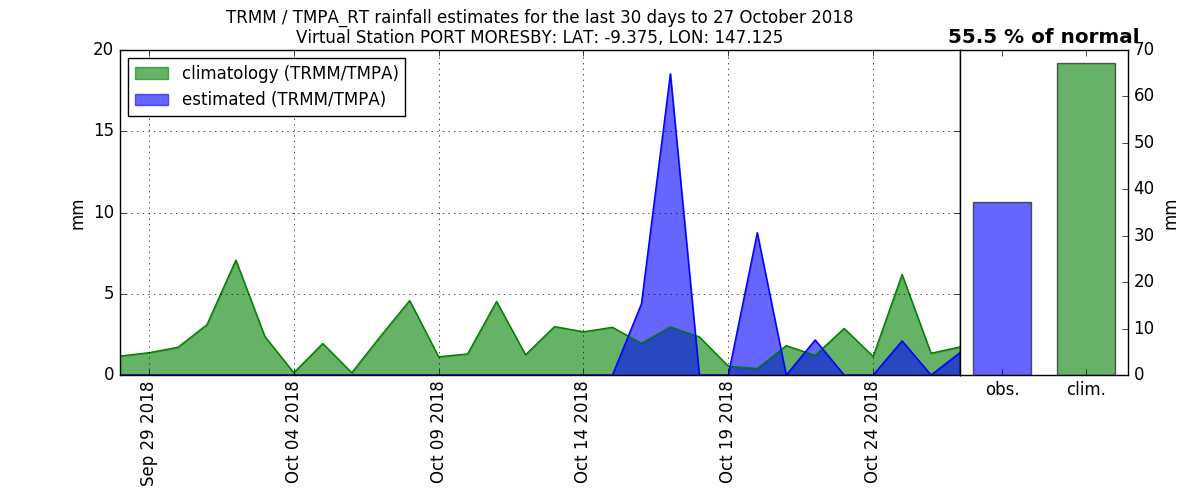 TRMM / TMPA_RT rainfall estimates for the last 30 days to 27 October 2018
Virtual Station PORT MORESBY: LAT: -9.375, LON: 147.125
55.5 % of normal
climatology (TRMM/TMPA)
estimated (TRMM/TMPA)
20
15
10
5
0
mm
Sep 29 2018
Oct 04 2018
Oct 09 2018
Oct 14 2018
Oct 19 2018
Oct 24 2018
70
60
50
40
30
20
10
0
mm
obs.
clim.